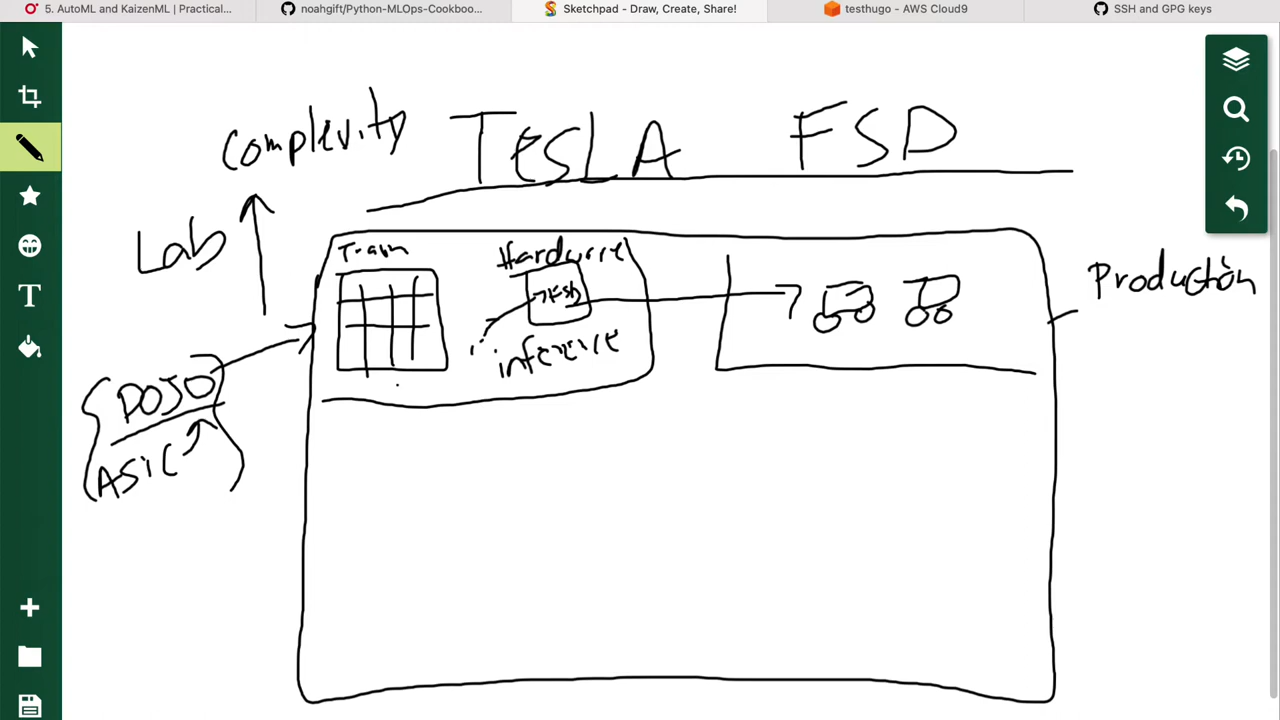 5. AutoML and KaizenML | Practical...
noahgift/Python-MLOps-Cookboo...
Sketchpad - Draw, Create, Share!
testhugo - AWS Cloud9
SSH and GPG keys
Complexity
TESLA FSD
Lab
Train
Hardware
FSD
inference
Production
DOJO
ASIC
T